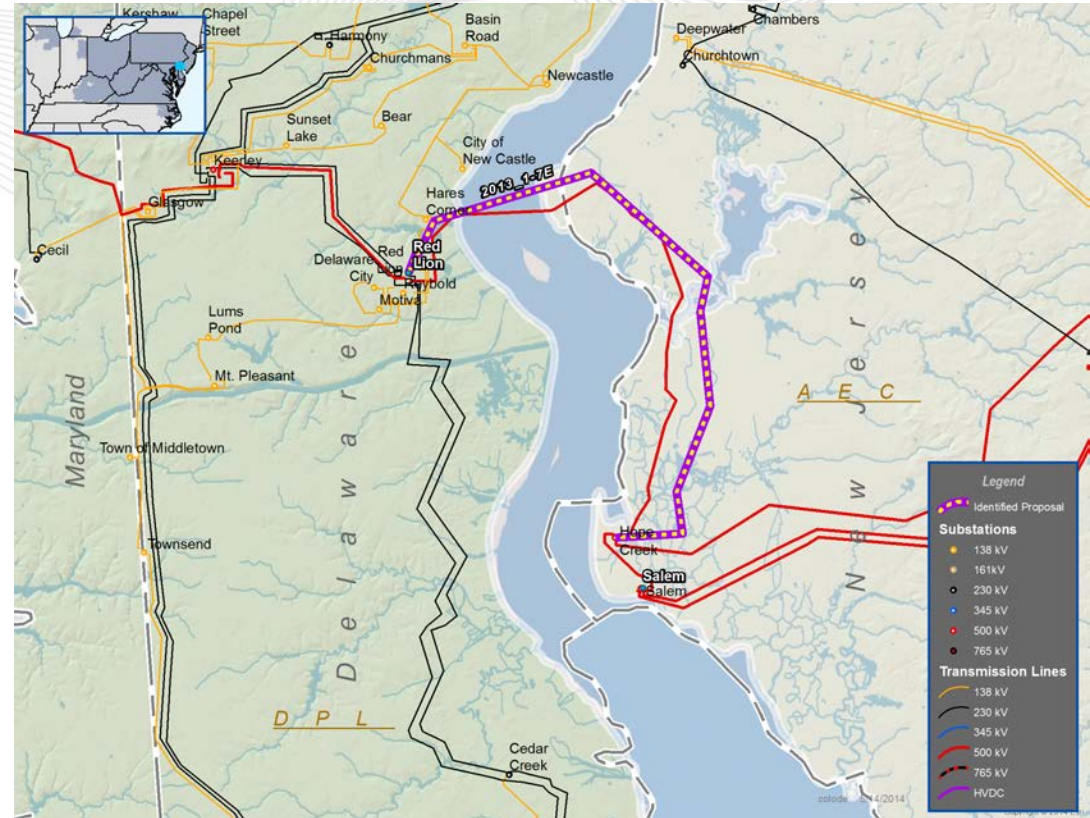 Kershaw
Chapel
Street
Harmony
Basin
Road
Churchmans
Deepwater
Chambers
Churchtown
Newcastle
Sunset
Lake
Bear
City of
New Castle
Keeney
2013_1-7E
Glasgow
Hares
Corner
Cecil
Red
Lion
Red
Lion
Delaware
City
Reybold
Motiva
Lums
Pond
Mt. Pleasant
Maryland
Delaware
New Jersey
A E C
Town of Middletown
Townsend
Hope
Creek
Salem
Salem
D P L
Cedar
Creek
Legend
Identified Proposal
Substations
138 kV
161kV
230 kV
345 kV
500 kV
765 kV
Transmission Lines
138 kV
230 kV
345 kV
500 kV
765 kV
HVDC